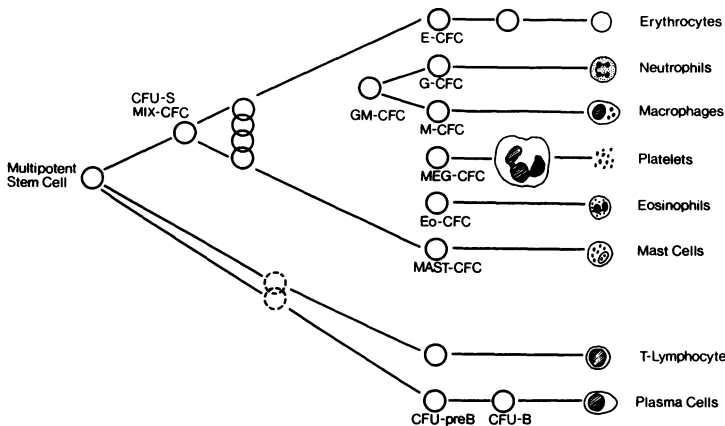 E-CFC
Erythrocytes
G-CFC
Neutrophils
CFU-S
MIX-CFC
GM-CFC
M-CFC
Macrophages
Multipotent
Stem Cell
MEG-CFC
Platelets
Eo-CFC
Eosinophils
MAST-CFC
Mast Cells
T-Lymphocyte
CFU-preB
CFU-B
Plasma Cells